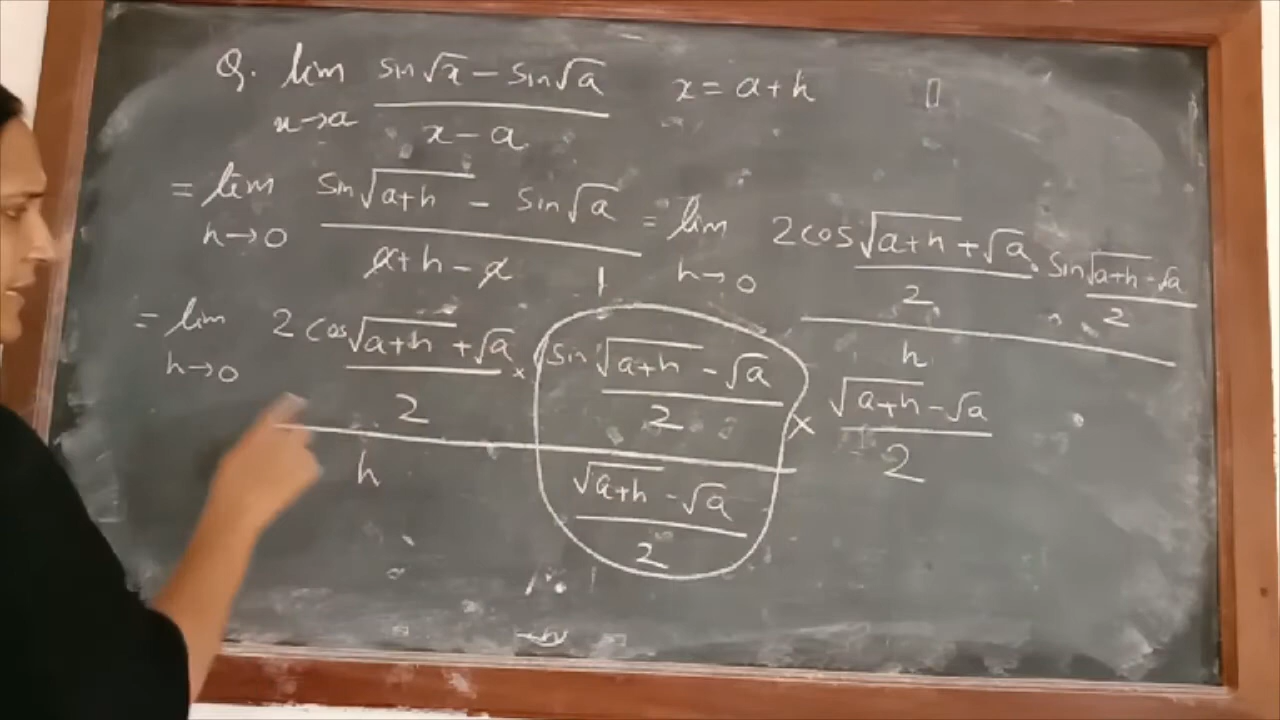 Q. lim x→a (sin√x − sin√a)/(x − a) x = a+h
= lim h→0 (sin√(a+h) − sin√a)/(a+h−a) = lim h→0 (2cos (√(a+h)+√a)/2 . sin (√(a+h)−√a)/2)/h
= lim h→0 (2cos (√(a+h)+√a)/2)/h × (sin (√(a+h)−√a)/2)/((√(a+h)−√a)/2) × (√(a+h)−√a)/2